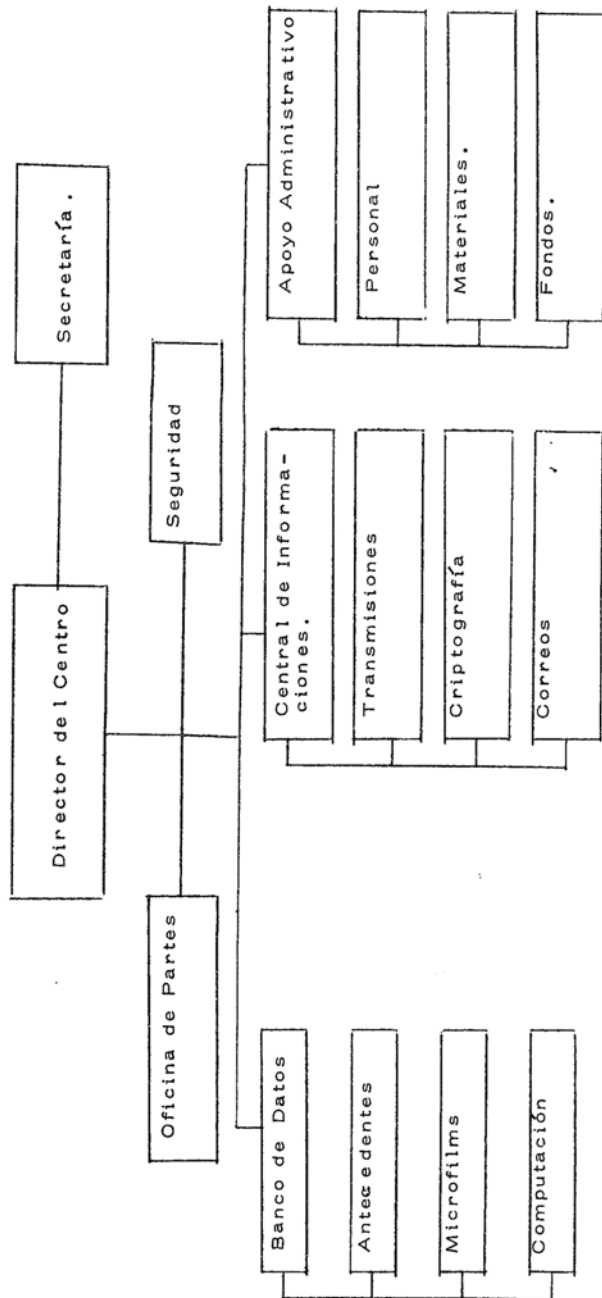 Director del Centro
Secretaría.
Oficina de Partes
Seguridad
Banco de Datos
Antecedentes
Microfilms
Computación
Central de Informa-
ciones.
Transmisiones
Criptografía
Correos
Apoyo Administrativo
Personal
Materiales.
Fondos.